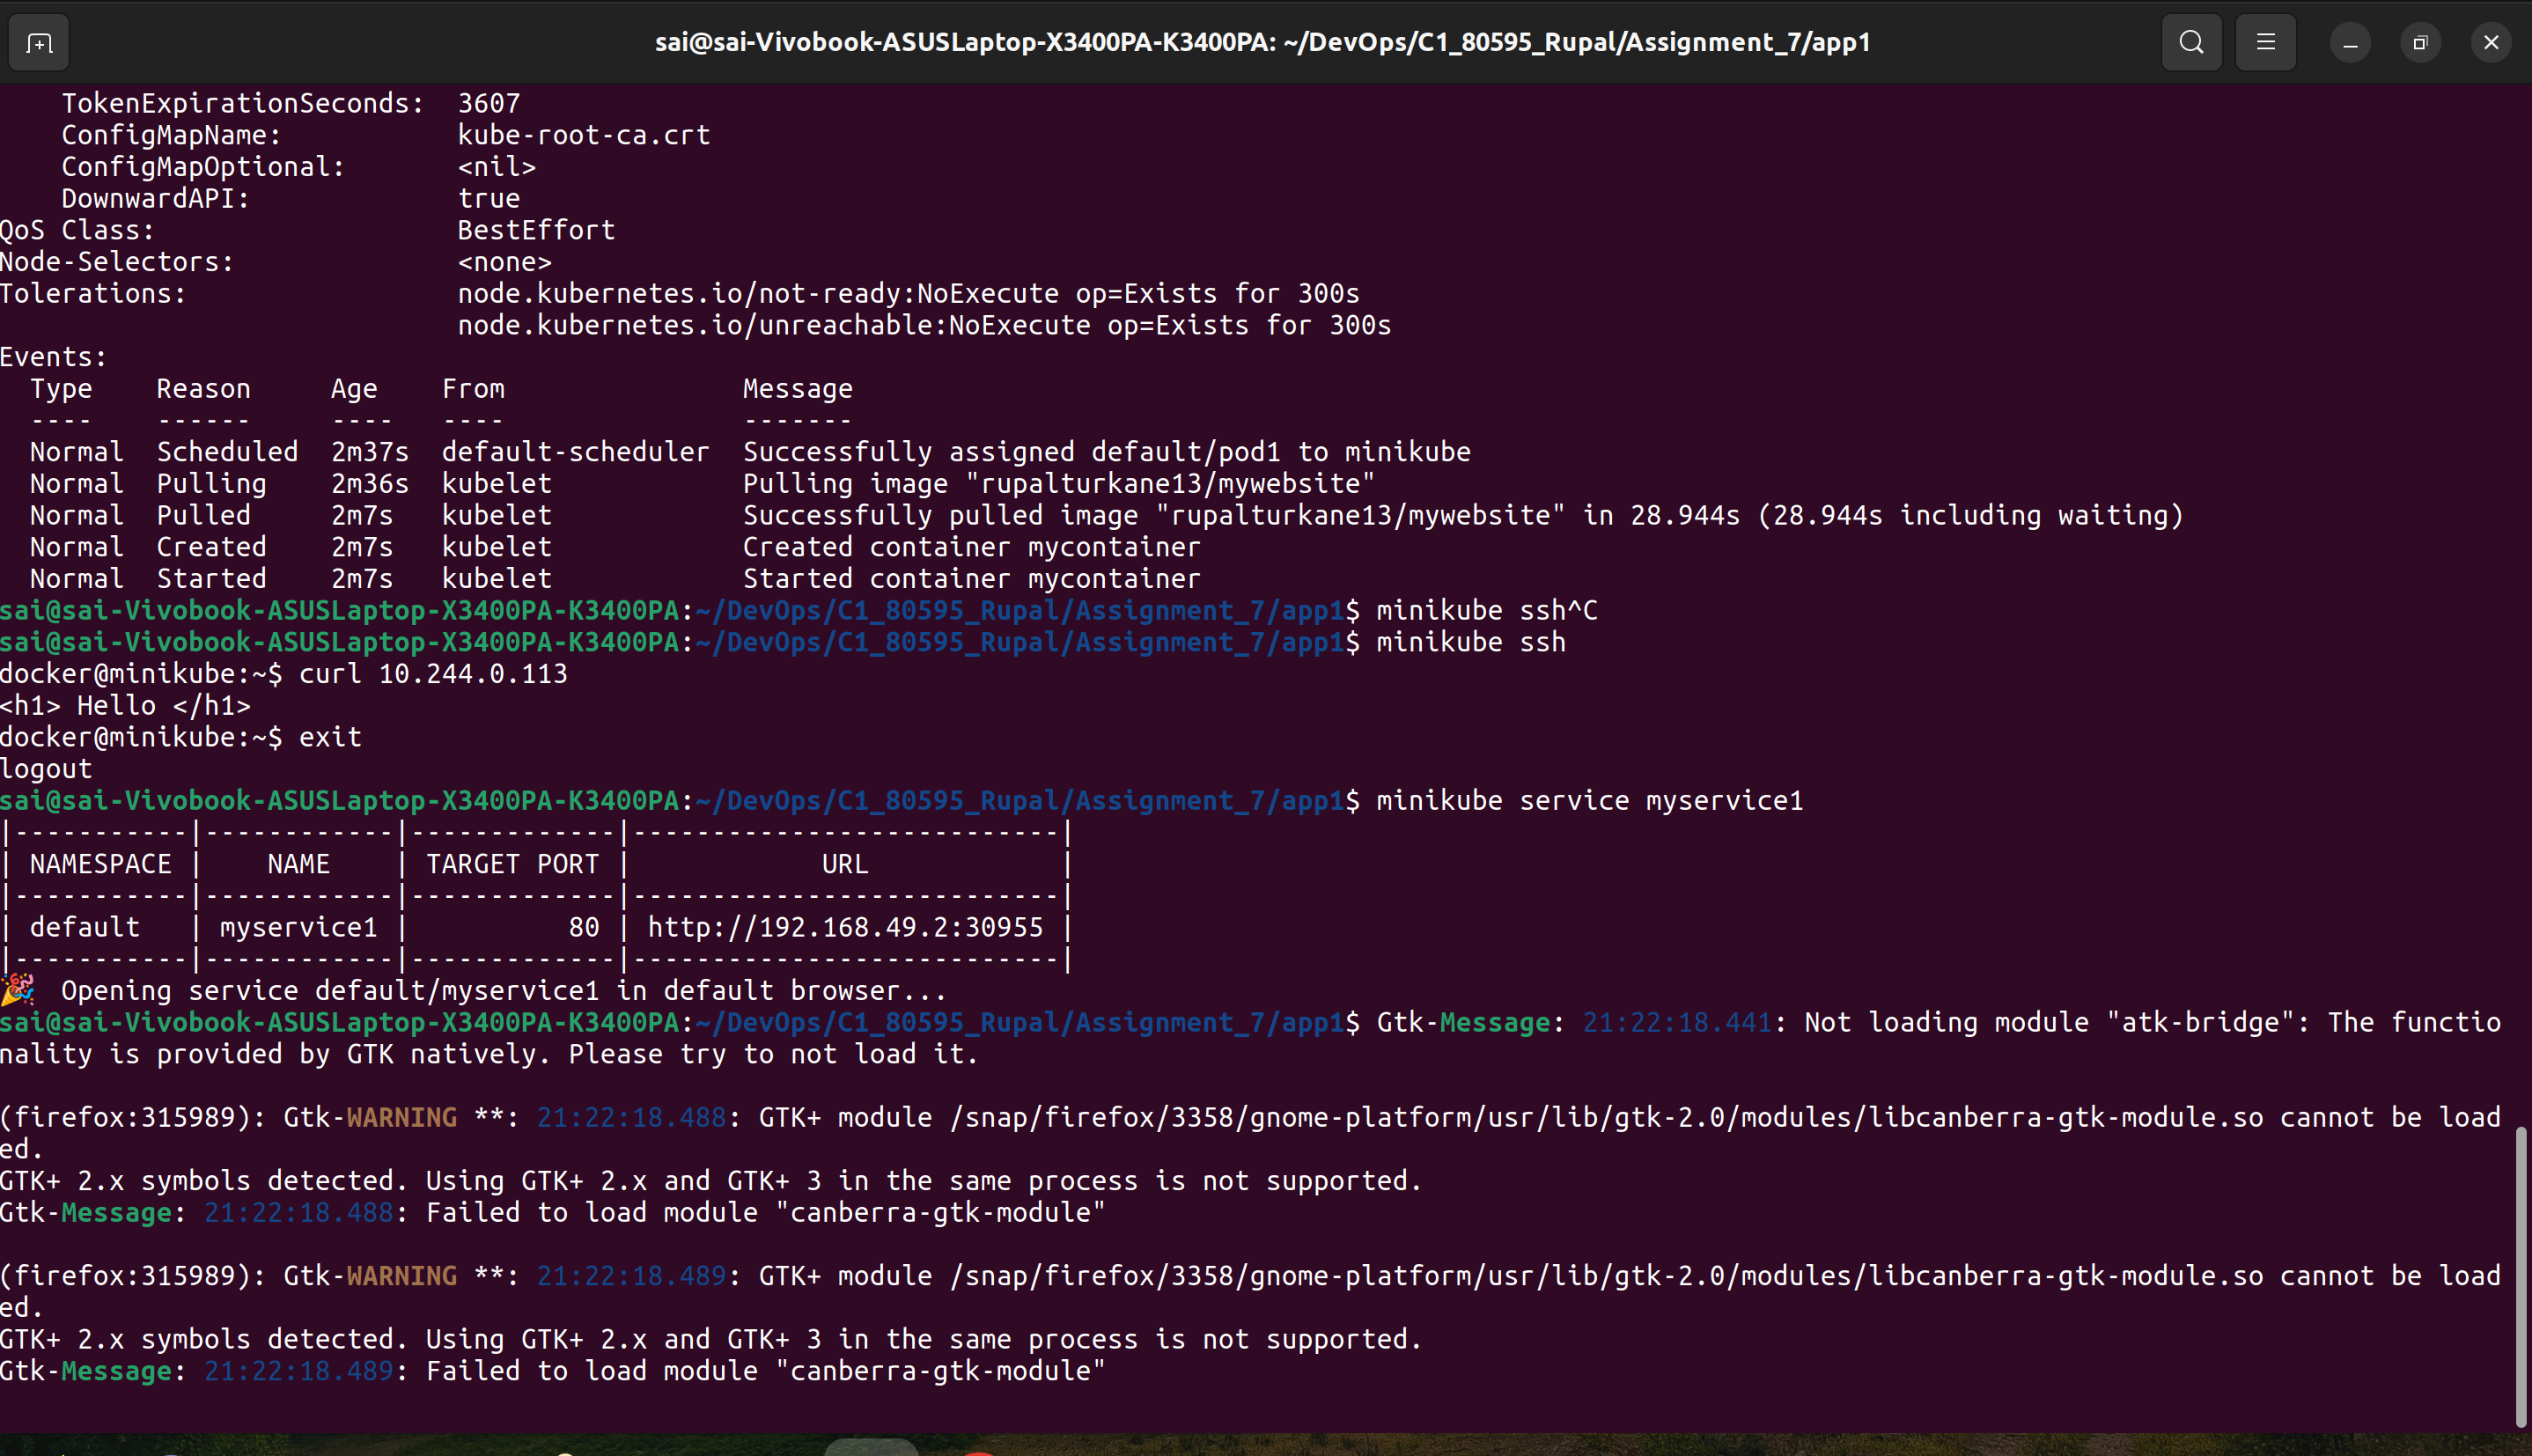 sai@sai-Vivobook-ASUSLaptop-X3400PA-K3400PA: ~/DevOps/C1_80595_Rupal/Assignment_7/app1
    TokenExpirationSeconds:  3607
    ConfigMapName:           kube-root-ca.crt
    ConfigMapOptional:       <nil>
    DownwardAPI:             true
QoS Class:                   BestEffort
Node-Selectors:              <none>
Tolerations:                 node.kubernetes.io/not-ready:NoExecute op=Exists for 300s
                             node.kubernetes.io/unreachable:NoExecute op=Exists for 300s
Events:
  Type    Reason     Age   From               Message
  ----    ------     ----  ----               -------
  Normal  Scheduled  2m37s  default-scheduler  Successfully assigned default/pod1 to minikube
  Normal  Pulling    2m36s  kubelet            Pulling image "rupalturkane13/mywebsite"
  Normal  Pulled     2m7s   kubelet            Successfully pulled image "rupalturkane13/mywebsite" in 28.944s (28.944s including waiting)
  Normal  Created    2m7s   kubelet            Created container mycontainer
  Normal  Started    2m7s   kubelet            Started container mycontainer
sai@sai-Vivobook-ASUSLaptop-X3400PA-K3400PA:~/DevOps/C1_80595_Rupal/Assignment_7/app1$ minikube ssh^C
sai@sai-Vivobook-ASUSLaptop-X3400PA-K3400PA:~/DevOps/C1_80595_Rupal/Assignment_7/app1$ minikube ssh
docker@minikube:~$ curl 10.244.0.113
<h1> Hello </h1>
docker@minikube:~$ exit
logout
sai@sai-Vivobook-ASUSLaptop-X3400PA-K3400PA:~/DevOps/C1_80595_Rupal/Assignment_7/app1$ minikube service myservice1
|-----------|------------|-------------|---------------------------|
| NAMESPACE |    NAME    | TARGET PORT |            URL            |
|-----------|------------|-------------|---------------------------|
| default   | myservice1 |          80 | http://192.168.49.2:30955 |
|-----------|------------|-------------|---------------------------|
🎉  Opening service default/myservice1 in default browser...
sai@sai-Vivobook-ASUSLaptop-X3400PA-K3400PA:~/DevOps/C1_80595_Rupal/Assignment_7/app1$ Gtk-Message: 21:22:18.441: Not loading module "atk-bridge": The functio
nality is provided by GTK natively. Please try to not load it.

(firefox:315989): Gtk-WARNING **: 21:22:18.488: GTK+ module /snap/firefox/3358/gnome-platform/usr/lib/gtk-2.0/modules/libcanberra-gtk-module.so cannot be load
ed.
GTK+ 2.x symbols detected. Using GTK+ 2.x and GTK+ 3 in the same process is not supported.
Gtk-Message: 21:22:18.488: Failed to load module "canberra-gtk-module"

(firefox:315989): Gtk-WARNING **: 21:22:18.489: GTK+ module /snap/firefox/3358/gnome-platform/usr/lib/gtk-2.0/modules/libcanberra-gtk-module.so cannot be load
ed.
GTK+ 2.x symbols detected. Using GTK+ 2.x and GTK+ 3 in the same process is not supported.
Gtk-Message: 21:22:18.489: Failed to load module "canberra-gtk-module"